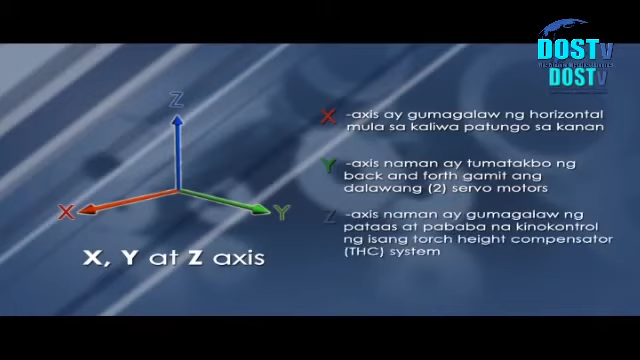 DOSTv
DOSTv
Z
X
Y
X, Y at Z axis
X -axis ay gumagalaw ng horizontal
mula sa kaliwa patungo sa kanan
Y -axis naman ay tumatakbo ng
back and forth gamit ang
dalawang (2) servo motors
Z -axis naman ay gumagalaw ng
pataas at pababa na kinokontrol
ng isang torch height compensator
(THC) system